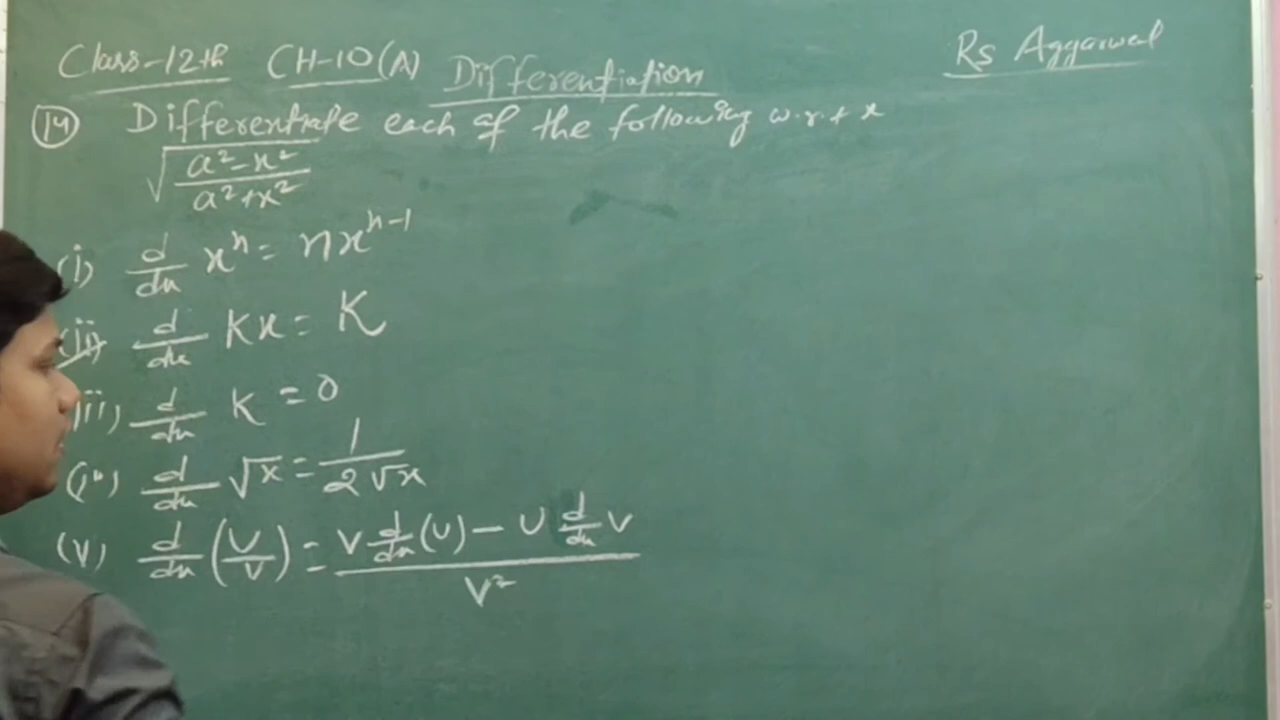 Class-12th CH-10(A) Differentiation Rs Aggarwal
(14) Differentiate each of the following w.r.t x
√((a²-x²)/(a²+x²))
(i) d/dx xⁿ = nxⁿ⁻¹
(ii) d/dx Kx = K
iii) d/dx K = 0
(iv) d/dx √x = 1/(2√x)
(v) d/dx (U/V) = (V d/dx (U) - U d/dx V)/V²